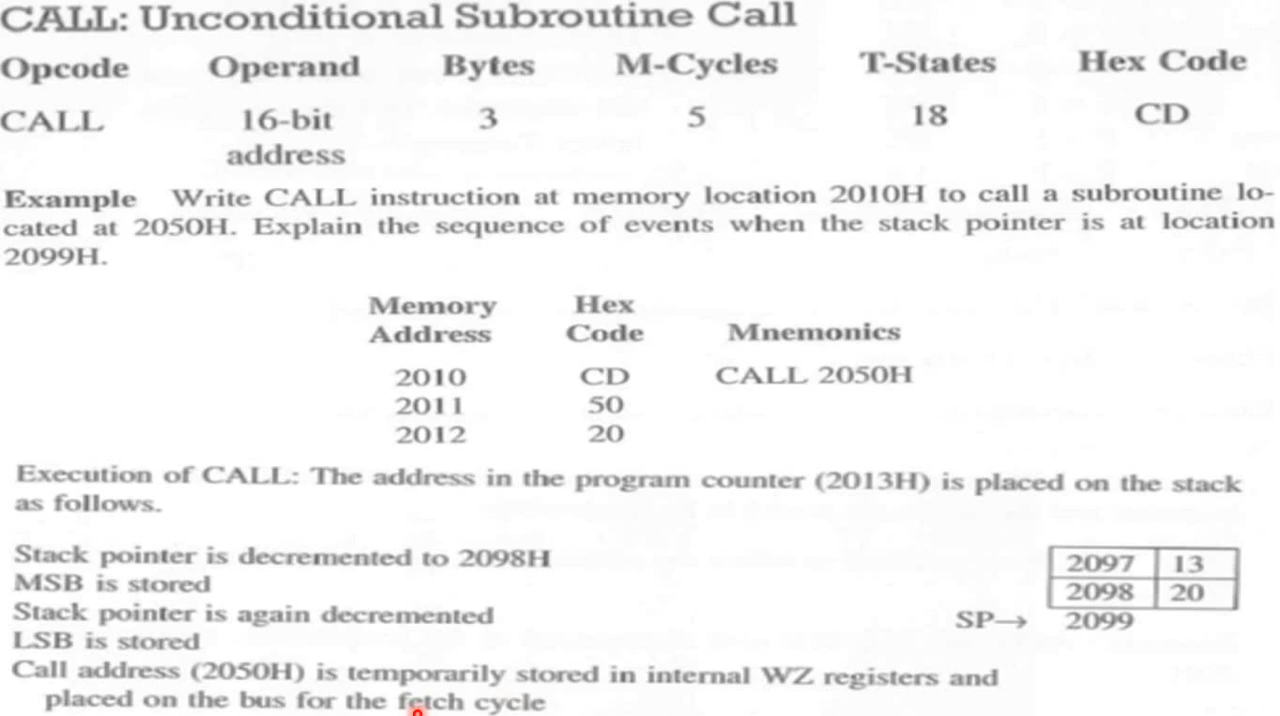 CALL: Unconditional Subroutine Call
Opcode Operand Bytes M-Cycles T-States Hex Code
CALL 16-bit 3 5 18 CD
address
Example Write CALL instruction at memory location 2010H to call a subroutine lo-
cated at 2050H. Explain the sequence of events when the stack pointer is at location
2099H.
Memory Hex
Address Code Mnemonics
2010 CD CALL 2050H
2011 50
2012 20
Execution of CALL: The address in the program counter (2013H) is placed on the stack
as follows.
Stack pointer is decremented to 2098H
MSB is stored
Stack pointer is again decremented
LSB is stored
Call address (2050H) is temporarily stored in internal WZ registers and
placed on the bus for the fetch cycle
2097 13
2098 20
SP→ 2099